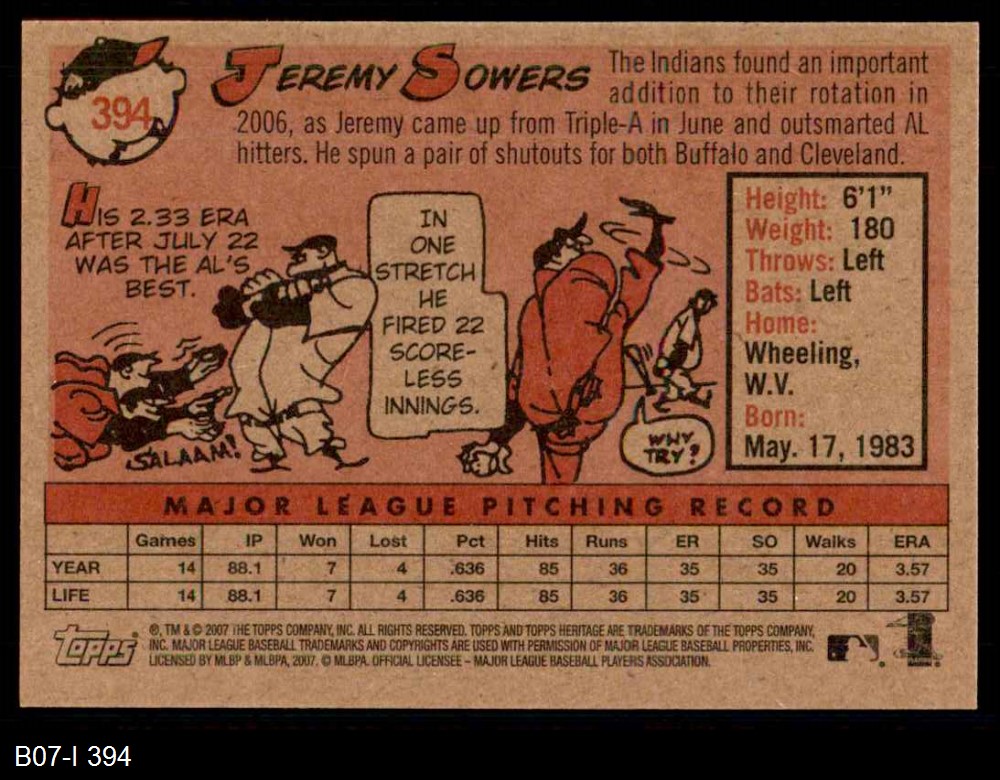 394
JEREMY SOWERS
The Indians found an important
addition to their rotation in
2006, as Jeremy came up from Triple-A in June and outsmarted AL
hitters. He spun a pair of shutouts for both Buffalo and Cleveland.
HIS 2.33 ERA
AFTER JULY 22
WAS THE AL'S
BEST.
SALAAM!
IN
ONE
STRETCH
HE
FIRED 22
SCORE-
LESS
INNINGS.
WHY
TRY?
Height: 6'1"
Weight: 180
Throws: Left
Bats: Left
Home:
Wheeling,
W.V.
Born:
May. 17, 1983
MAJOR LEAGUE PITCHING RECORD
Games IP Won Lost Pct Hits Runs ER SO Walks ERA
YEAR 14 88.1 7 4 .636 85 36 35 35 20 3.57
LIFE 14 88.1 7 4 .636 85 36 35 35 20 3.57
topps
®, TM & © 2007 THE TOPPS COMPANY, INC. ALL RIGHTS RESERVED. TOPPS AND TOPPS HERITAGE ARE TRADEMARKS OF THE TOPPS COMPANY,
INC. MAJOR LEAGUE BASEBALL TRADEMARKS AND COPYRIGHTS ARE USED WITH PERMISSION OF MAJOR LEAGUE BASEBALL PROPERTIES, INC.
LICENSED BY MLBP & MLBPA, 2007. © MLBPA. OFFICIAL LICENSEE - MAJOR LEAGUE BASEBALL PLAYERS ASSOCIATION.
B07-I 394